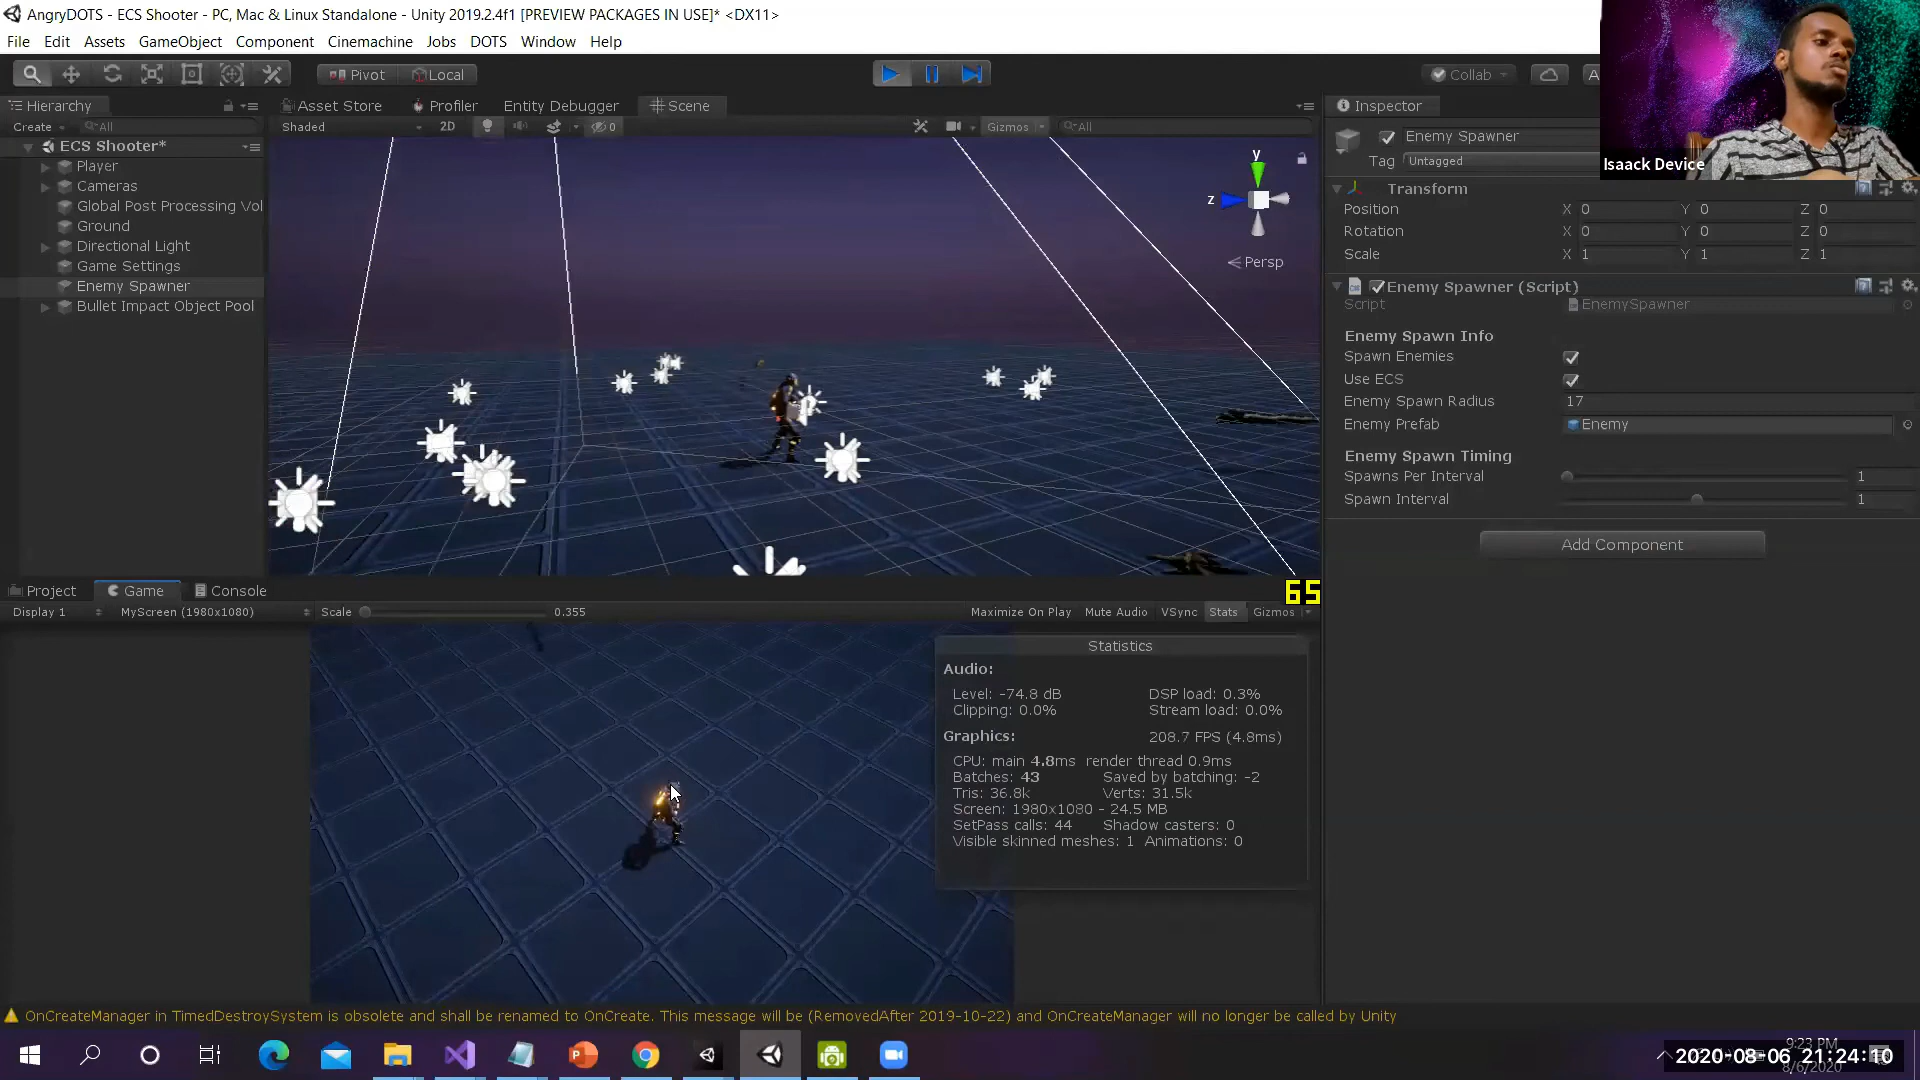 AngryDOTS - ECS Shooter - PC, Mac & Linux Standalone - Unity 2019.2.4f1 [PREVIEW PACKAGES IN USE]* <DX11>
File Edit Assets GameObject Component Cinemachine Jobs DOTS Window Help
Pivot Local Collab
Hierarchy Asset Store Profiler Entity Debugger Scene Inspector
Create All Shaded 2D 0 Gizmos All
Enemy Spawner
Tag Untagged
Isaack Device
ECS Shooter*
Player
Cameras
Global Post Processing Vol
Ground
Directional Light
Game Settings
Enemy Spawner
Bullet Impact Object Pool
y
z
Persp
Transform
Position X 0 Y 0 Z 0
Rotation X 0 Y 0 Z 0
Scale X 1 Y 1 Z 1
Enemy Spawner (Script)
Script EnemySpawner
Enemy Spawn Info
Spawn Enemies
Use ECS
Enemy Spawn Radius 17
Enemy Prefab Enemy
Enemy Spawn Timing
Spawns Per Interval 1
Spawn Interval 1
Add Component
65
Project Game Console
Display 1 MyScreen (1980x1080) Scale 0.355 Maximize On Play Mute Audio VSync Stats Gizmos
Statistics
Audio:
Level: -74.8 dB DSP load: 0.3%
Clipping: 0.0% Stream load: 0.0%
Graphics: 208.7 FPS (4.8ms)
CPU: main 4.8ms render thread 0.9ms
Batches: 43 Saved by batching: -2
Tris: 36.8k Verts: 31.5k
Screen: 1980x1080 - 24.5 MB
SetPass calls: 44 Shadow casters: 0
Visible skinned meshes: 1 Animations: 0
OnCreateManager in TimedDestroySystem is obsolete and shall be renamed to OnCreate. This message will be (RemovedAfter 2019-10-22) and OnCreateManager will no longer be called by Unity
9:23 PM
2020-08-06 21:24:10
8/6/2020